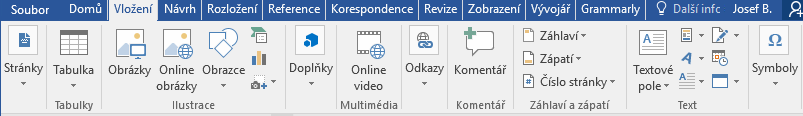 Soubor Domů Vložení Návrh Rozložení Reference Korespondence Revize Zobrazení Vývojář Grammarly Další infc Josef B.
Stránky
Tabulka
Tabulky
Obrázky
Online
obrázky
Obrazce
Ilustrace
Doplňky
Online
video
Multimédia
Odkazy
Komentář
Komentář
Záhlaví
Zápatí
Číslo stránky
Záhlaví a zápatí
Textové
pole
Text
Symboly